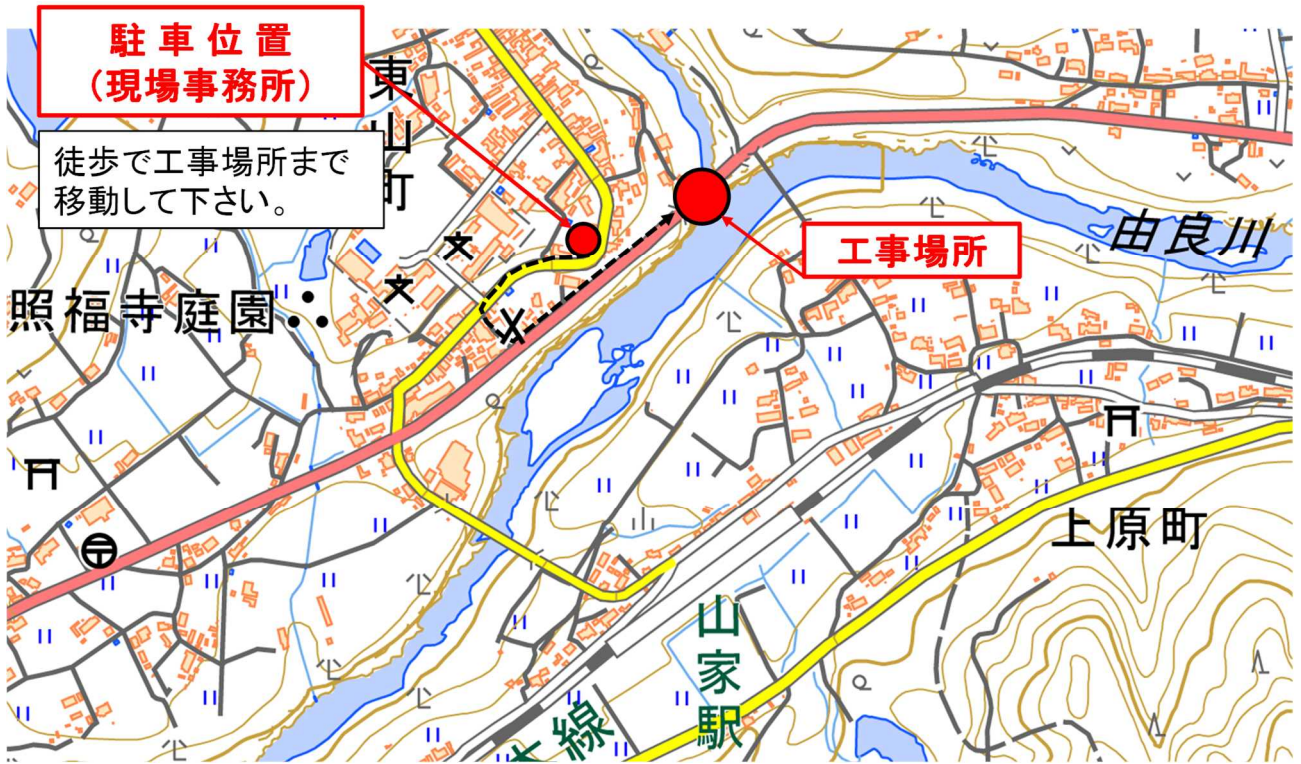 駐車位置
（現場事務所）
徒歩で工事場所まで
移動して下さい。
東山町
工事場所
由良川
照福寺庭園
上原町
山家駅
本線